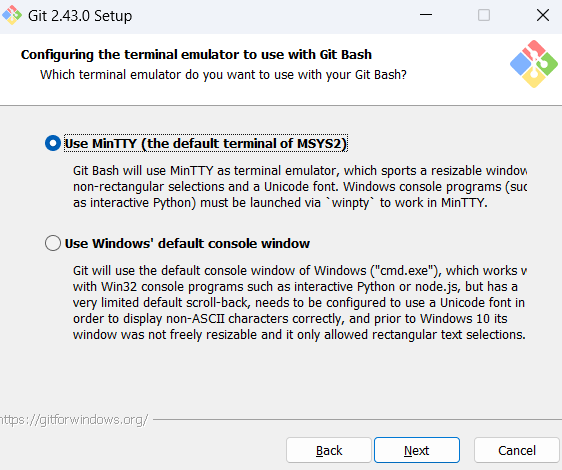 Git 2.43.0 Setup
Configuring the terminal emulator to use with Git Bash
Which terminal emulator do you want to use with your Git Bash?
Use MinTTY (the default terminal of MSYS2)
Git Bash will use MinTTY as terminal emulator, which sports a resizable window
non-rectangular selections and a Unicode font. Windows console programs (suc
as interactive Python) must be launched via `winpty` to work in MinTTY.
Use Windows' default console window
Git will use the default console window of Windows ("cmd.exe"), which works w
with Win32 console programs such as interactive Python or node.js, but has a
very limited default scroll-back, needs to be configured to use a Unicode font in
order to display non-ASCII characters correctly, and prior to Windows 10 its
window was not freely resizable and it only allowed rectangular text selections.
https://gitforwindows.org/
Back
Next
Cancel